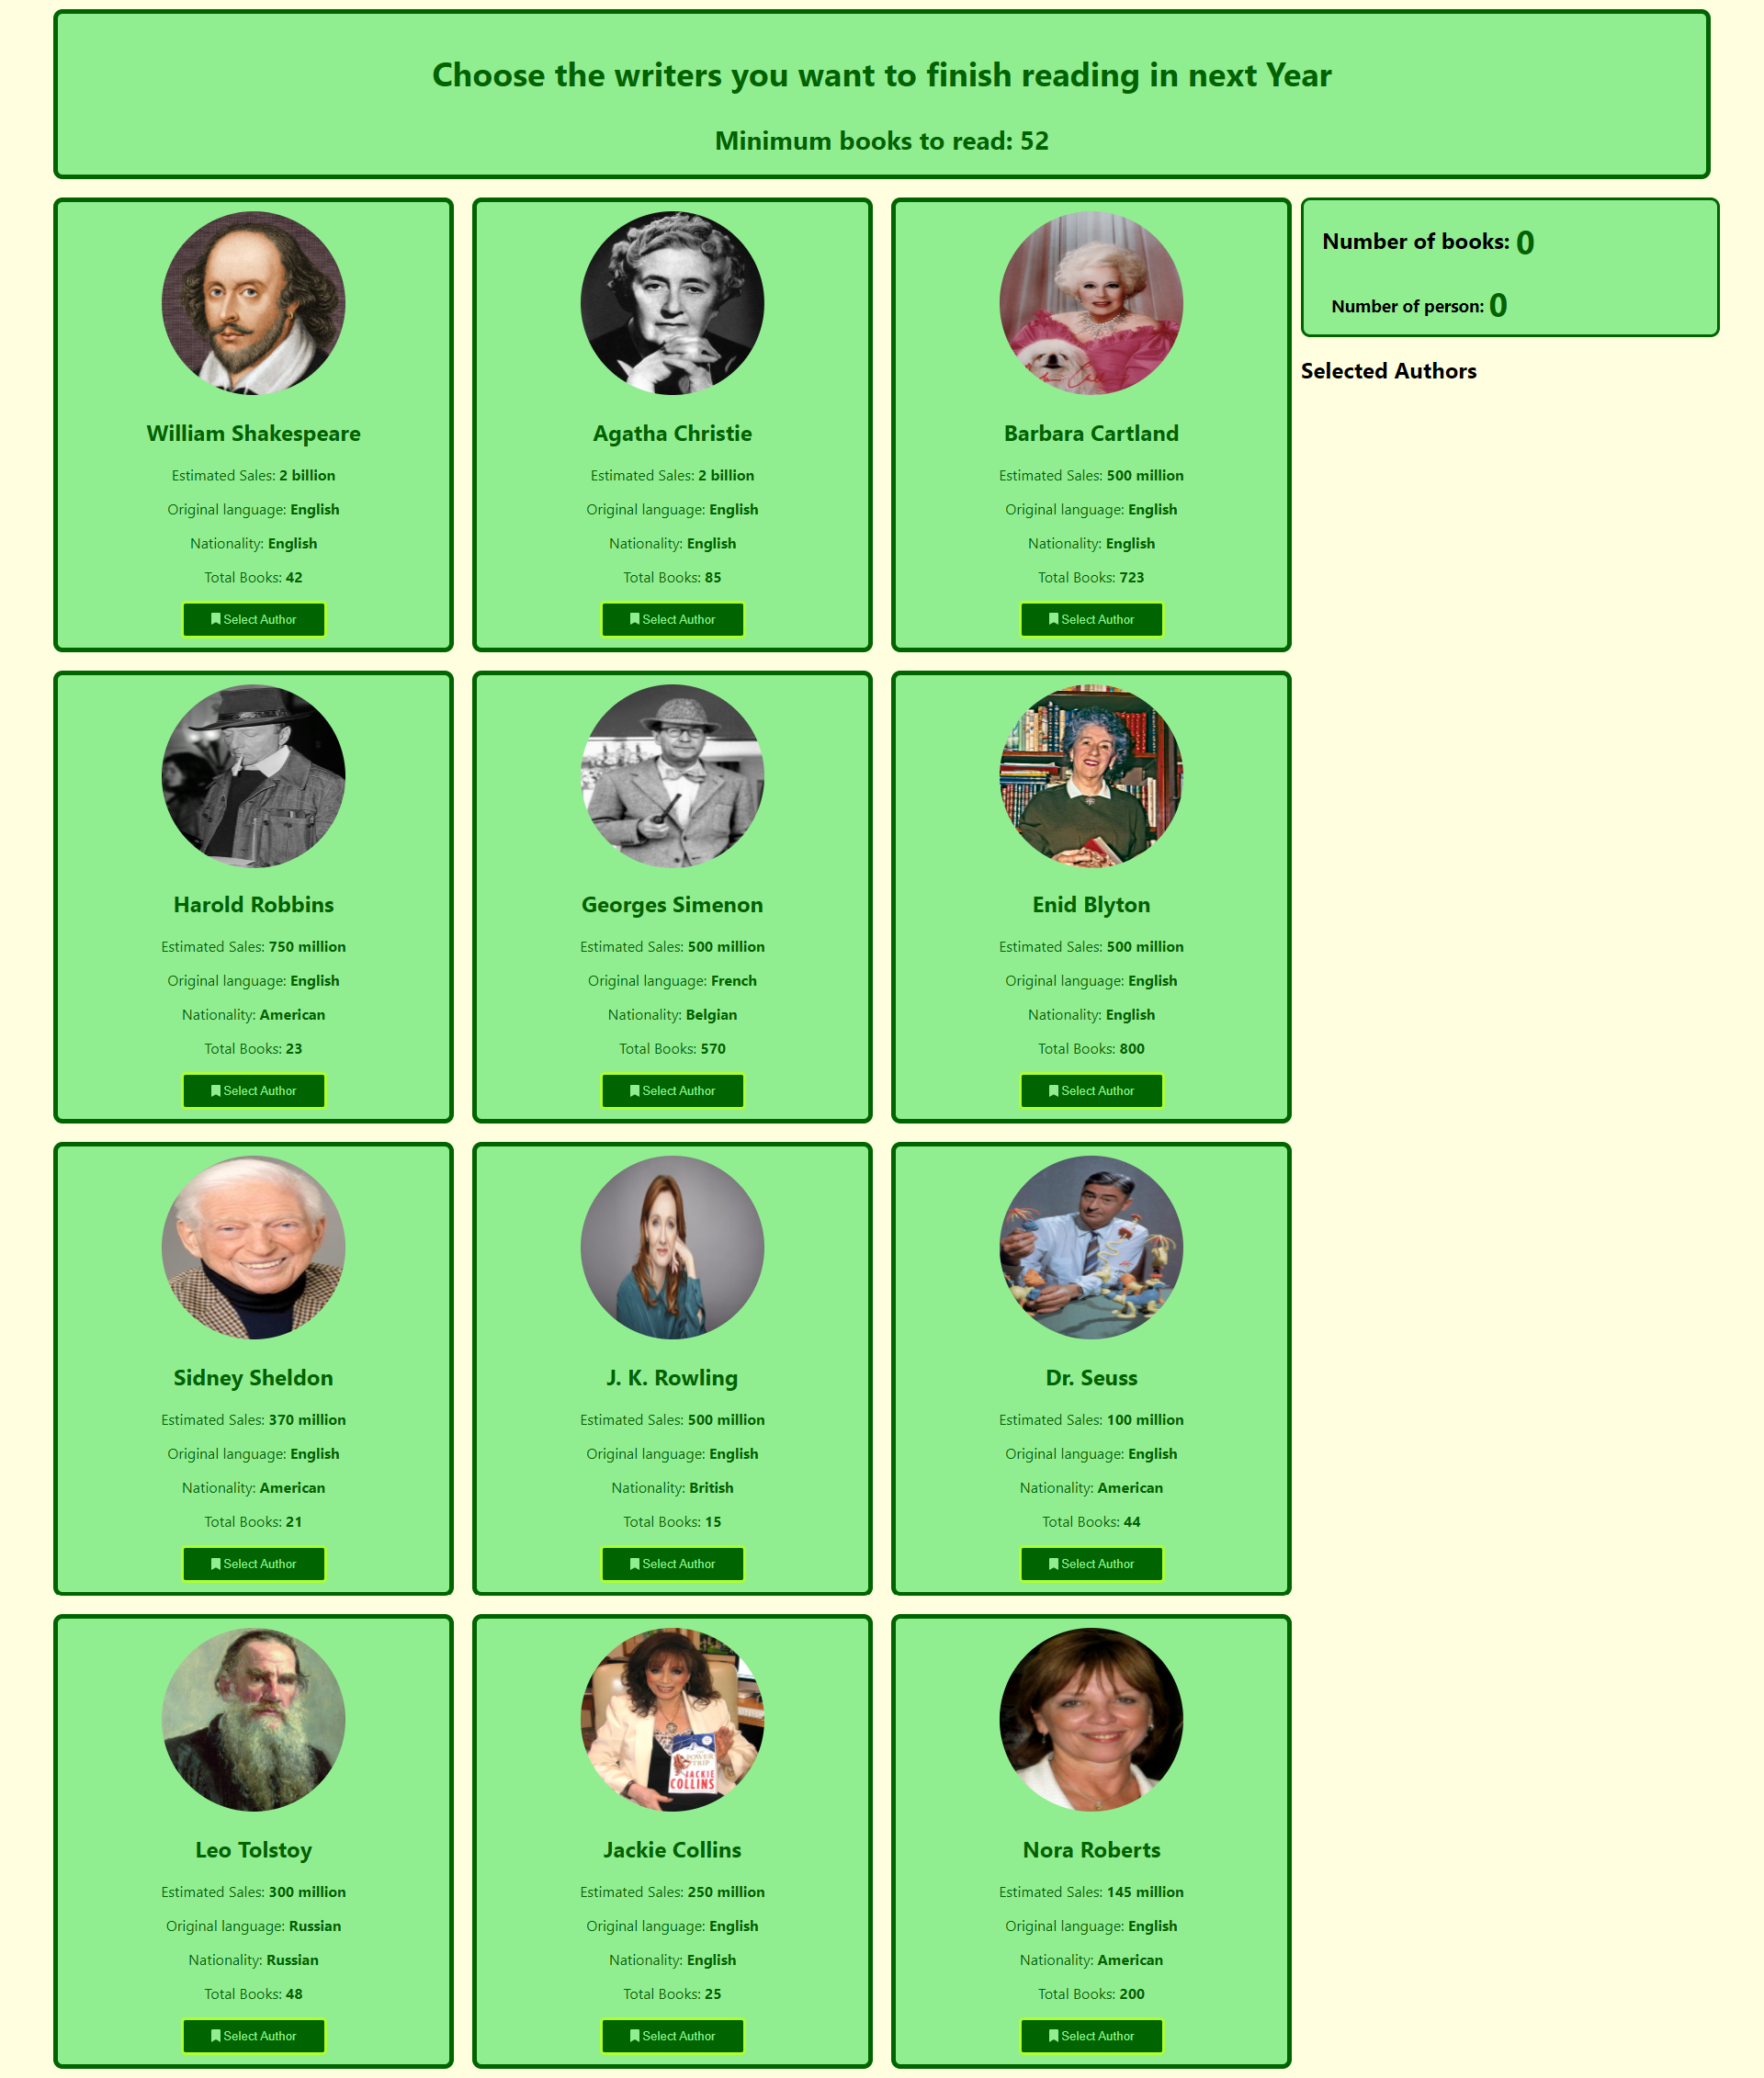 Choose the writers you want to finish reading in next Year
Minimum books to read: 52
William Shakespeare
Estimated Sales: 2 billion
Original language: English
Nationality: English
Total Books: 42
Select Author
Agatha Christie
Estimated Sales: 2 billion
Original language: English
Nationality: English
Total Books: 85
Select Author
Barbara Cartland
Estimated Sales: 500 million
Original language: English
Nationality: English
Total Books: 723
Select Author
Number of books: 0
Number of person: 0
Selected Authors
Harold Robbins
Estimated Sales: 750 million
Original language: English
Nationality: American
Total Books: 23
Select Author
Georges Simenon
Estimated Sales: 500 million
Original language: French
Nationality: Belgian
Total Books: 570
Select Author
Enid Blyton
Estimated Sales: 500 million
Original language: English
Nationality: English
Total Books: 800
Select Author
Sidney Sheldon
Estimated Sales: 370 million
Original language: English
Nationality: American
Total Books: 21
Select Author
J. K. Rowling
Estimated Sales: 500 million
Original language: English
Nationality: British
Total Books: 15
Select Author
Dr. Seuss
Estimated Sales: 100 million
Original language: English
Nationality: American
Total Books: 44
Select Author
Leo Tolstoy
Estimated Sales: 300 million
Original language: Russian
Nationality: Russian
Total Books: 48
Select Author
POWER
TRIP
JACKIE
COLLINS
Jackie Collins
Estimated Sales: 250 million
Original language: English
Nationality: English
Total Books: 25
Select Author
Nora Roberts
Estimated Sales: 145 million
Original language: English
Nationality: American
Total Books: 200
Select Author